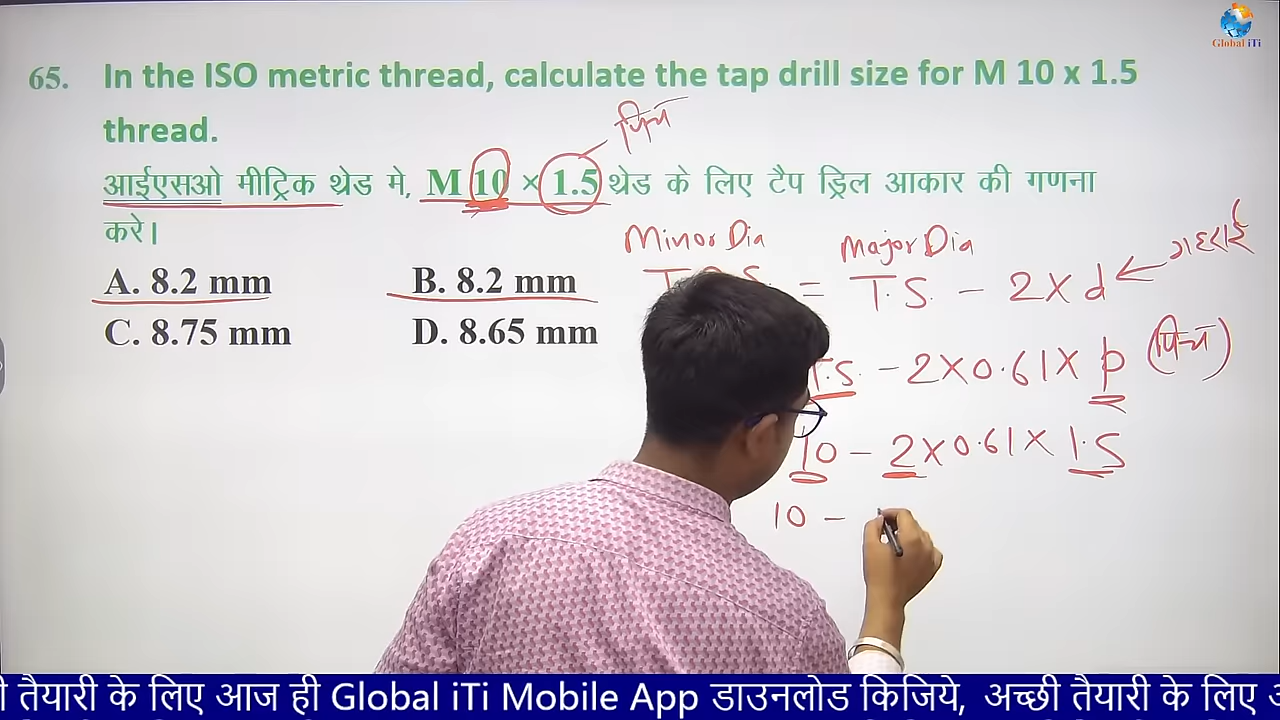 Global iTi
65. In the ISO metric thread, calculate the tap drill size for M 10 x 1.5
thread.
पिच
आईएसओ मीट्रिक थ्रेड मे, M 10 × 1.5 थ्रेड के लिए टैप ड्रिल आकार की गणना
करे।
Minor Dia Major Dia गहराई
A. 8.2 mm B. 8.2 mm
= T.S. - 2 X d
C. 8.75 mm D. 8.65 mm
T.S. - 2 X 0.61 X p (पिच)
10 - 2 X 0.61 X 1.5
10 -
तैयारी के लिए आज ही Global iTi Mobile App डाउनलोड किजिये, अच्छी तैयारी के लिए